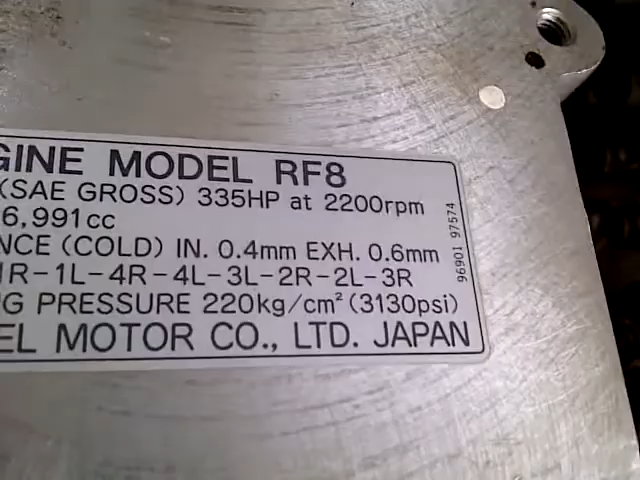 GINE MODEL RF8
(SAE GROSS) 335HP at 2200rpm
6,991cc
NCE (COLD) IN. 0.4mm EXH. 0.6mm
1R-1L-4R-4L-3L-2R-2L-3R
G PRESSURE 220kg/cm² (3130psi)
EL MOTOR CO., LTD. JAPAN
96901 97574